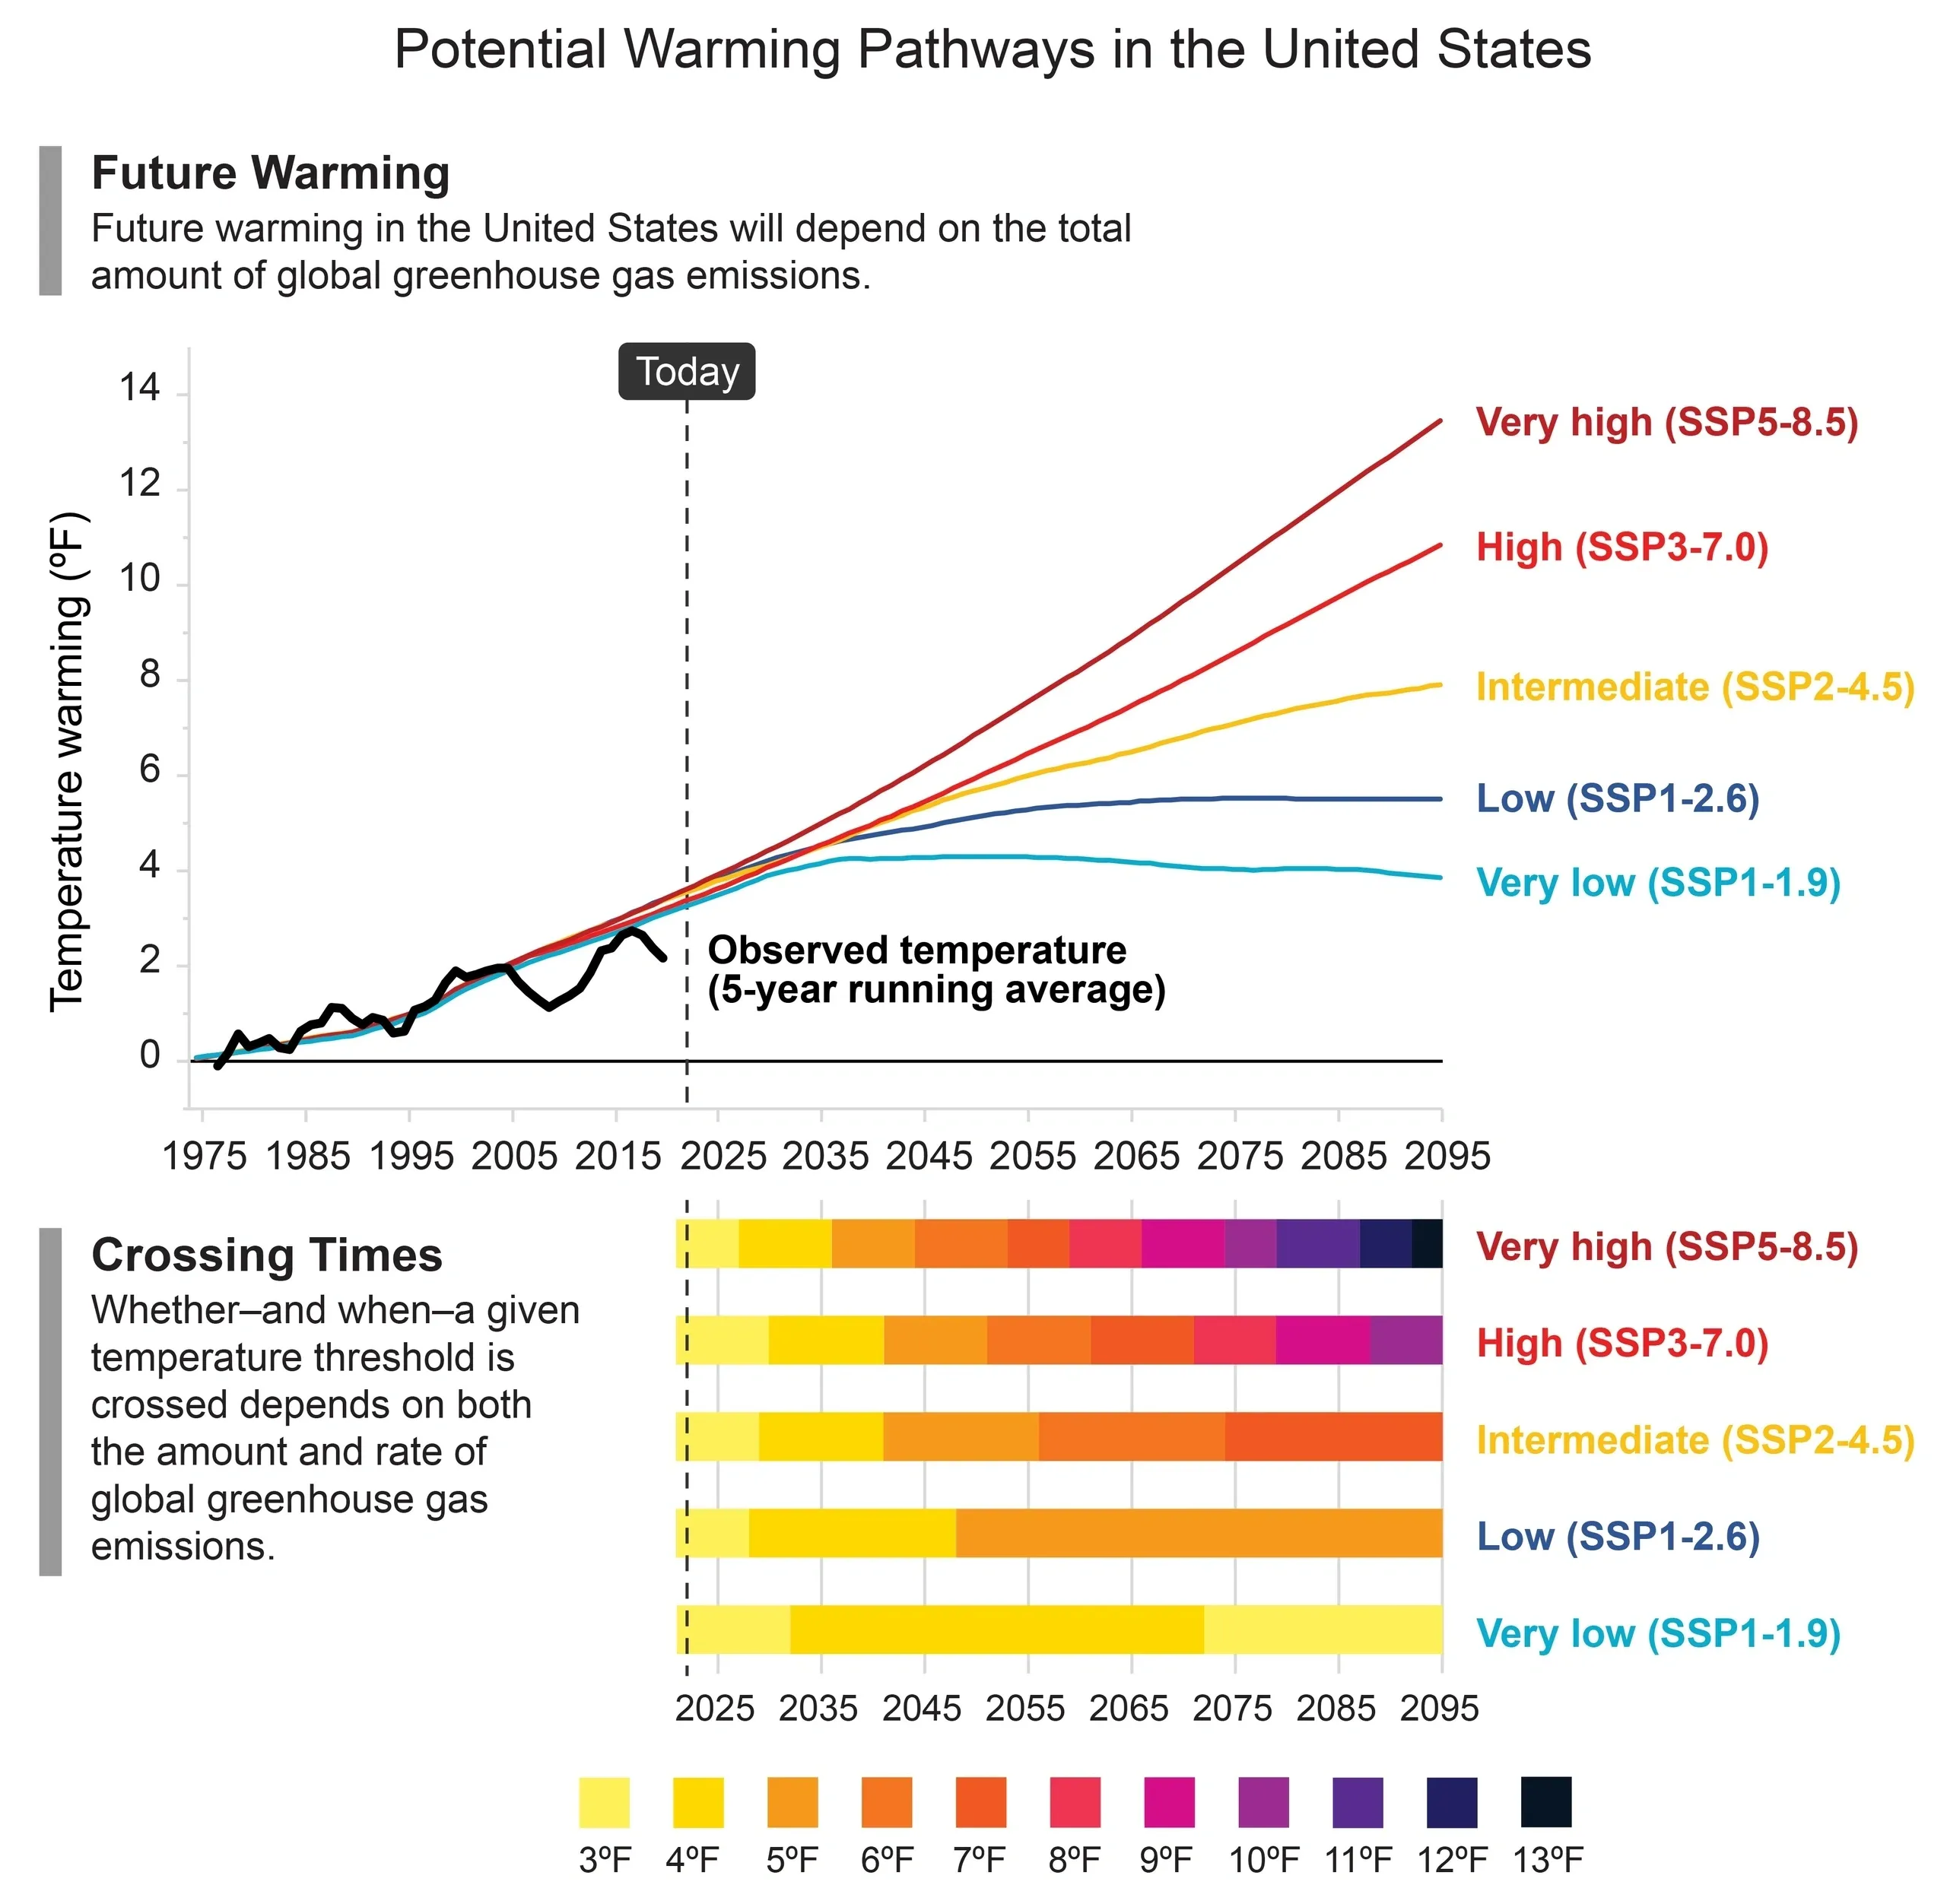 Potential Warming Pathways in the United States
Future Warming
Future warming in the United States will depend on the total
amount of global greenhouse gas emissions.
Today
Temperature warming (ºF)
14
12
10
8
6
4
2
0
Very high (SSP5-8.5)
High (SSP3-7.0)
Intermediate (SSP2-4.5)
Low (SSP1-2.6)
Very low (SSP1-1.9)
Observed temperature
(5-year running average)
1975 1985 1995 2005 2015 2025 2035 2045 2055 2065 2075 2085 2095
Crossing Times
Whether–and when–a given
temperature threshold is
crossed depends on both
the amount and rate of
global greenhouse gas
emissions.
Very high (SSP5-8.5)
High (SSP3-7.0)
Intermediate (SSP2-4.5)
Low (SSP1-2.6)
Very low (SSP1-1.9)
2025 2035 2045 2055 2065 2075 2085 2095
3ºF 4ºF 5ºF 6ºF 7ºF 8ºF 9ºF 10ºF 11ºF 12ºF 13ºF